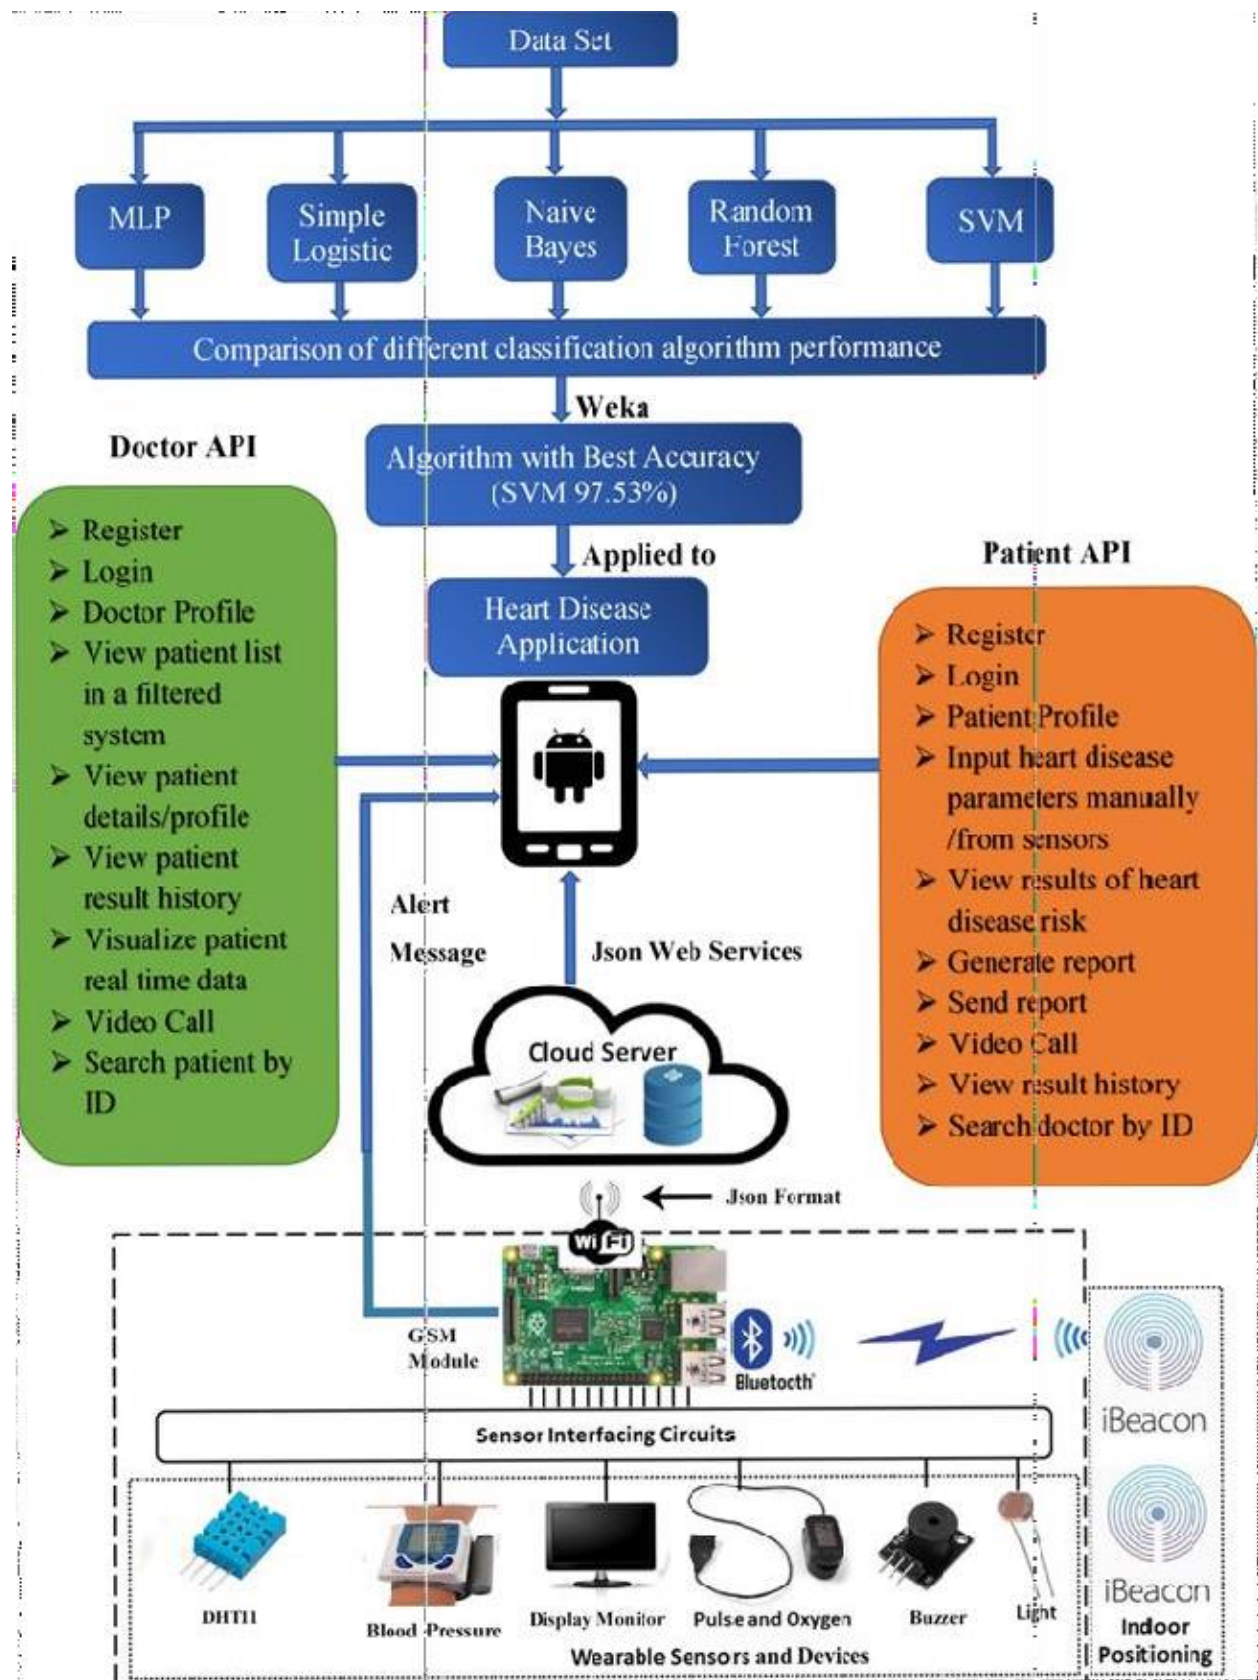 Data Set
MLP
Simple
Logistic
Naive
Bayes
Random
Forest
SVM
Comparison of different classification algorithm performance
Weka
Algorithm with Best Accuracy
(SVM 97.53%)
Applied to
Heart Disease
Application
Doctor API
➢ Register
➢ Login
➢ Doctor Profile
➢ View patient list
in a filtered
system
➢ View patient
details/profile
➢ View patient
result history
➢ Visualize patient
real time data
➢ Video Call
➢ Search patient by
ID
Patient API
➢ Register
➢ Login
➢ Patient Profile
➢ Input heart disease
parameters manually
/from sensors
➢ View results of heart
disease risk
➢ Generate report
➢ Send report
➢ Video Call
➢ View result history
➢ Search doctor by ID
Alert
Message
Json Web Services
Cloud Server
Json Format
WiFi
GSM
Module
Bluetooth
Sensor Interfacing Circuits
DHT11
Blood Pressure
Display Monitor
Pulse and Oxygen
Buzzer
Light
Wearable Sensors and Devices
iBeacon
iBeacon
Indoor
Positioning